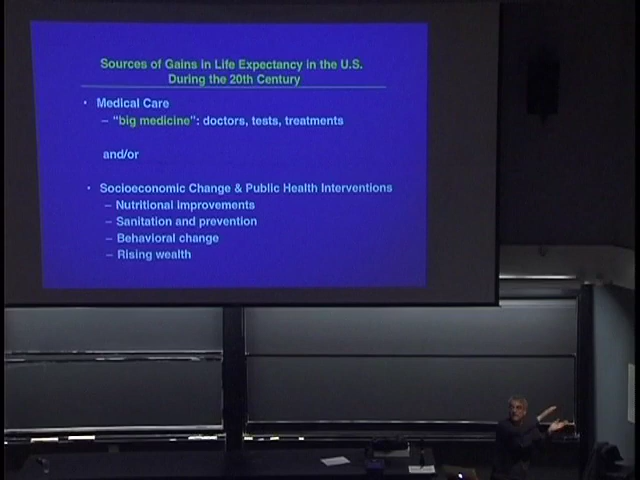 Sources of Gains in Life Expectancy in the U.S.
During the 20th Century
• Medical Care
– "big medicine": doctors, tests, treatments
and/or
• Socioeconomic Change & Public Health Interventions
– Nutritional Improvements
– Sanitation and prevention
– Behavioral change
– Rising wealth